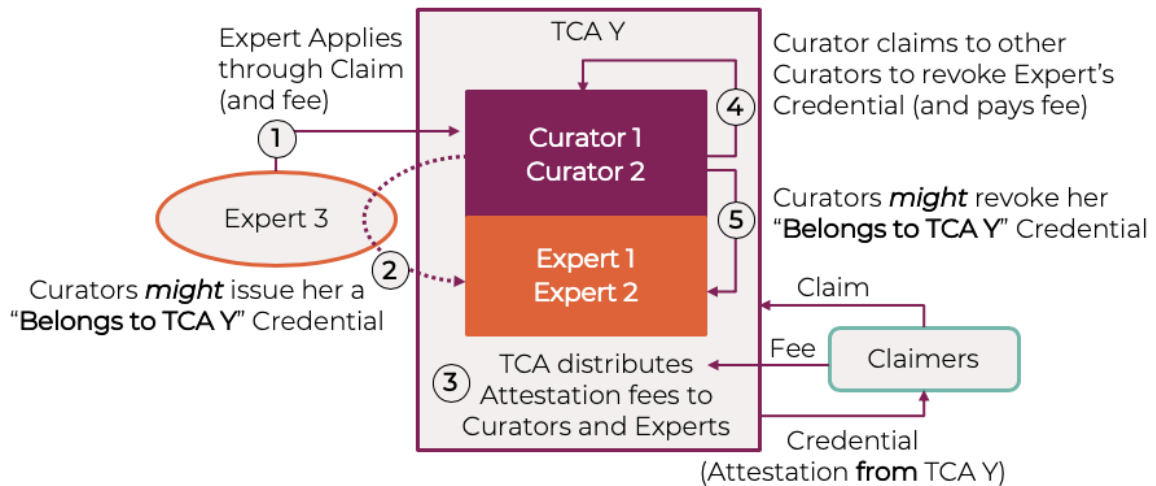 TCA Y
Expert Applies
through Claim
(and fee)
1
Expert 3
2
Curators might issue her a
“Belongs to TCA Y” Credential
Curator 1
Curator 2
Expert 1
Expert 2
3
TCA distributes
Attestation fees to
Curators and Experts
4
Curator claims to other
Curators to revoke Expert’s
Credential (and pays fee)
5
Curators might revoke her
“Belongs to TCA Y” Credential
Claim
Fee
Claimers
Credential
(Attestation from TCA Y)